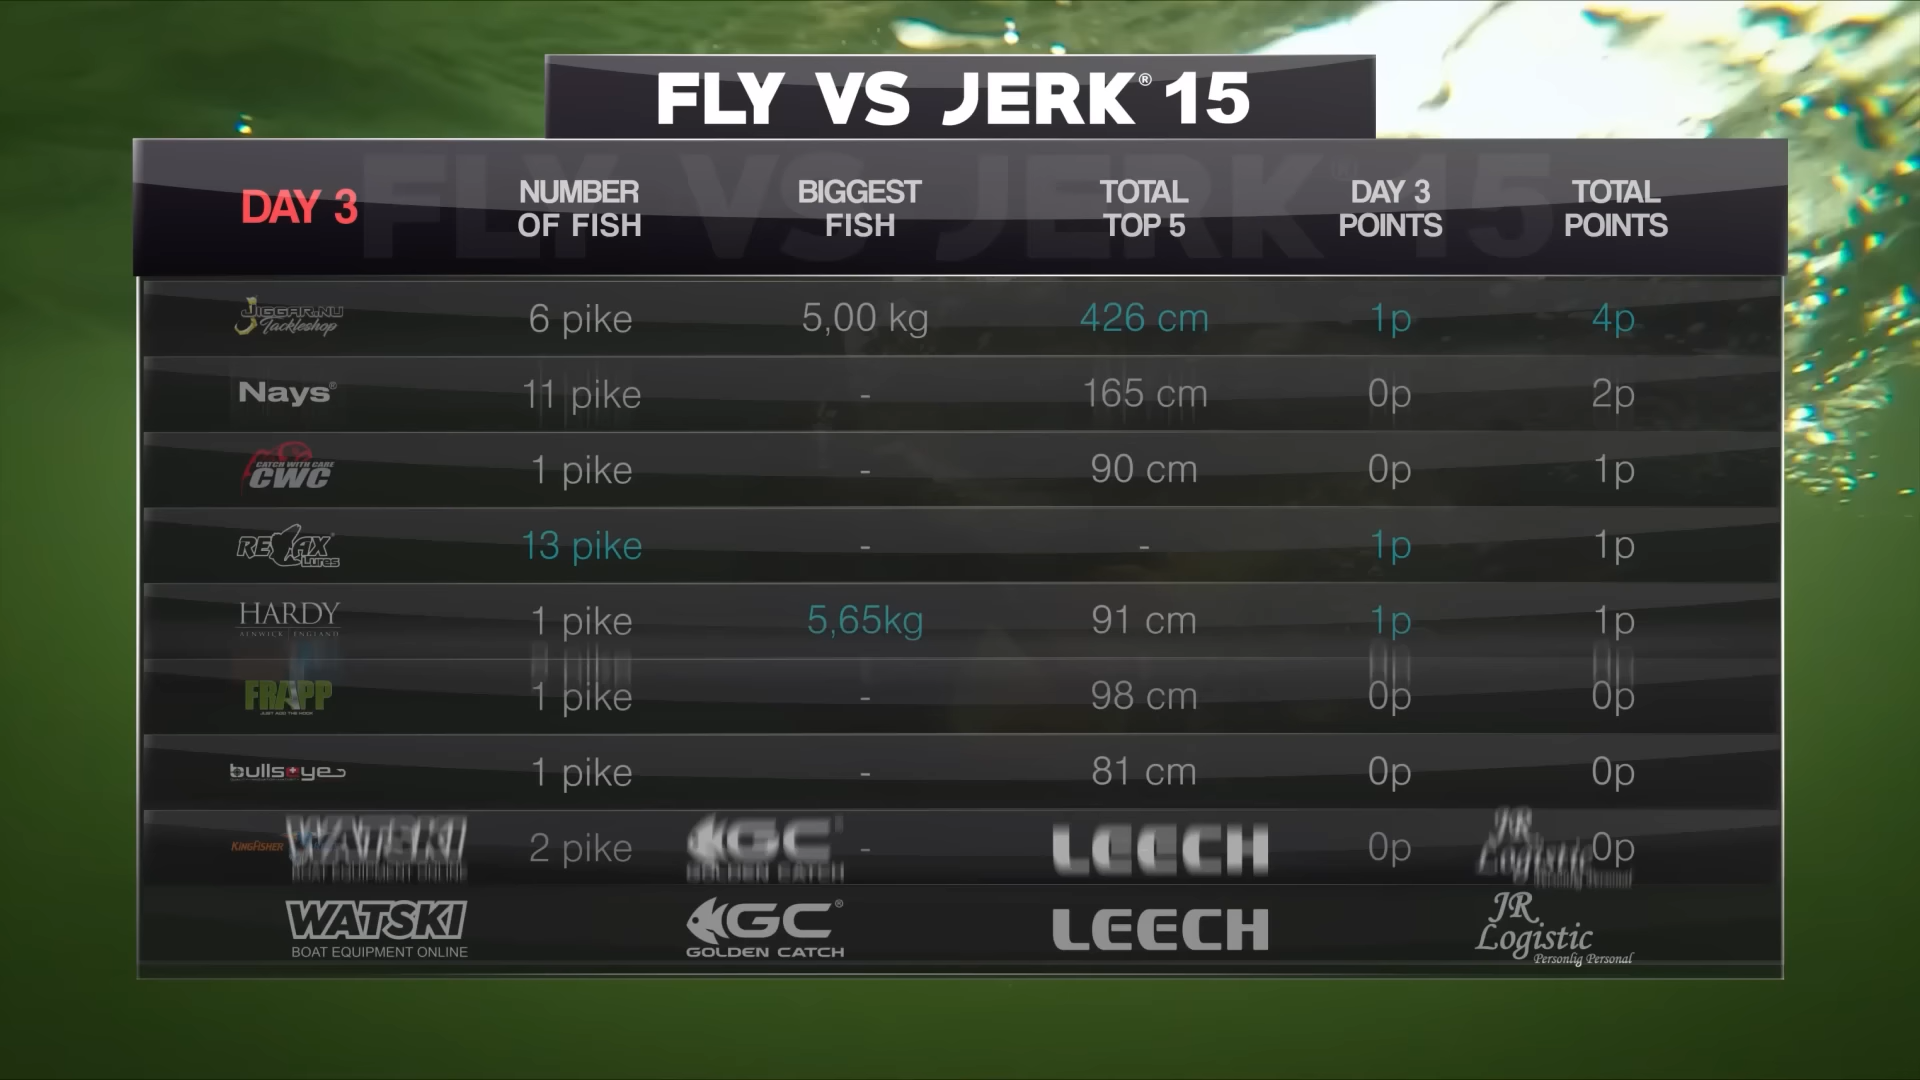 FLY VS JERK® 15
DAY 3
NUMBER OF FISH
BIGGEST FISH
TOTAL TOP 5
DAY 3 POINTS
TOTAL POINTS
JIGGAR.NU Tackleshop 6 pike 5,00 kg 426 cm 1p 4p
Nays® 11 pike - 165 cm 0p 2p
CATCH WITH CARE CWC 1 pike - 90 cm 0p 1p
RELAX Lures 13 pike - - 1p 1p
HARDY ALNWICK ENGLAND 1 pike 5,65kg 91 cm 1p 1p
FRAPP JUST ADD THE HOOK 1 pike - 98 cm 0p 0p
bullseye 1 pike - 81 cm 0p 0p
KINGFISHER 2 pike - 0p 0p
WATSKI BOAT EQUIPMENT ONLINE
GC® GOLDEN CATCH
LEECH
JR Logistic Personlig Personal